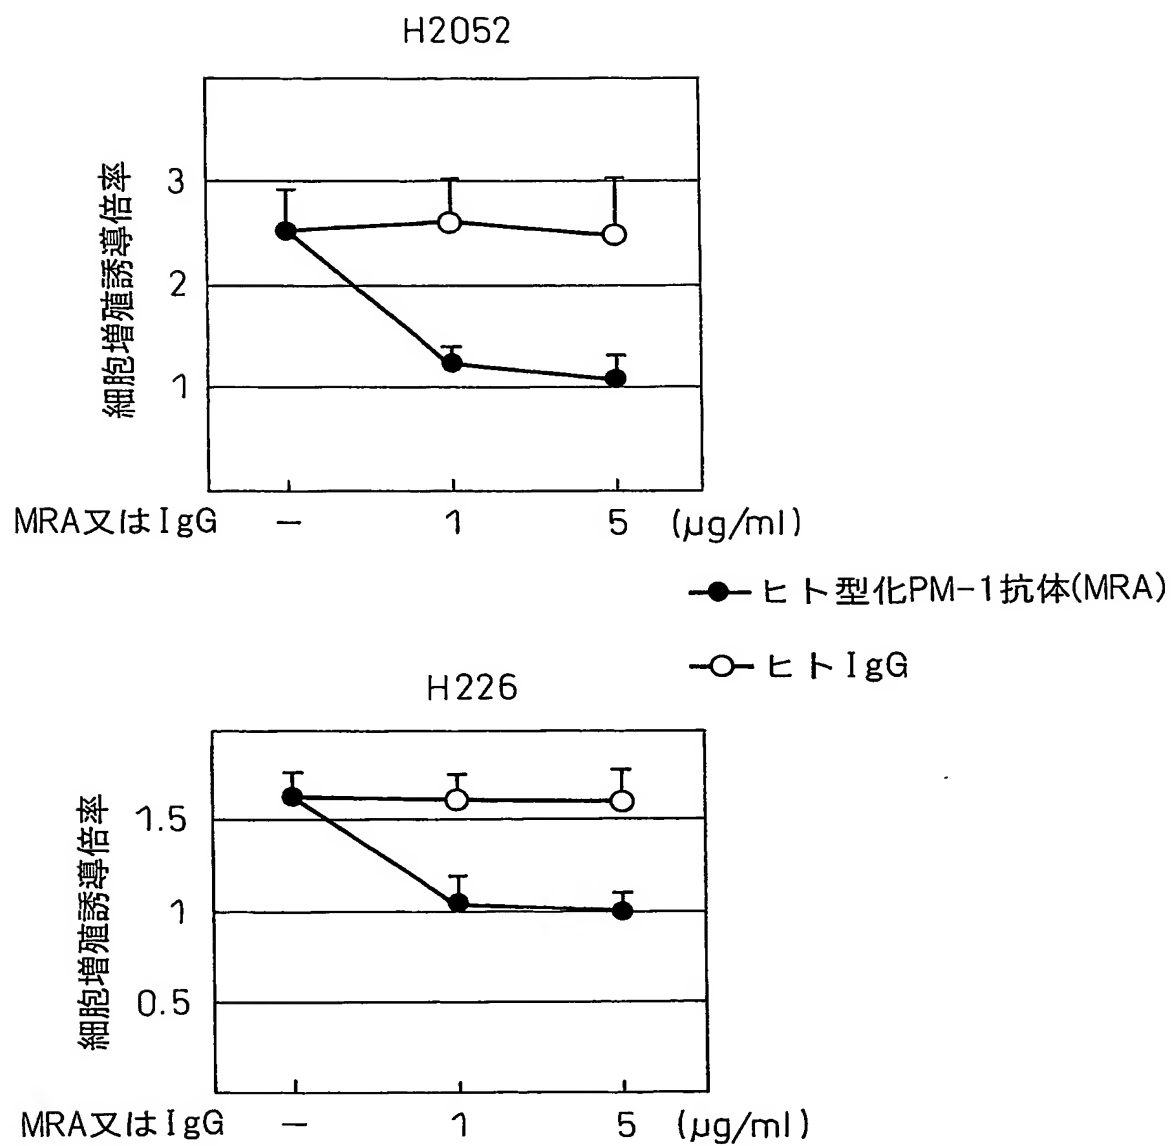 H2052
細胞増殖誘導倍率
3
2
1
MRA又はIgG － 1 5 (μg/ml)
ヒト型化PM-1抗体(MRA)
ヒトIgG
H226
細胞増殖誘導倍率
1.5
1
0.5
MRA又はIgG － 1 5 (μg/ml)